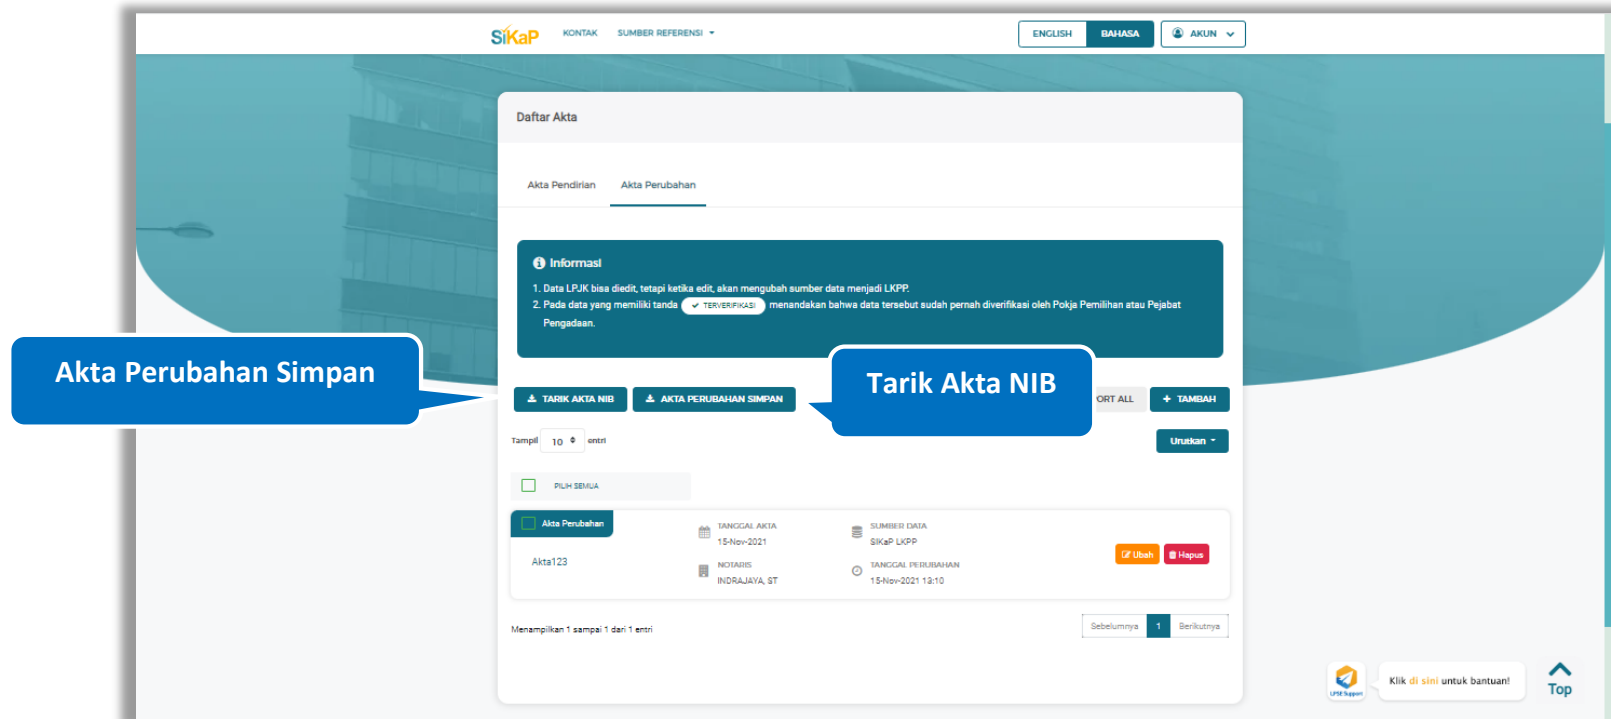 SiKaP
KONTAK
SUMBER REFERENSI
ENGLISH
BAHASA
AKUN
Daftar Akta
Akta Pendirian
Akta Perubahan
Informasi
1. Data LPJK bisa diedit, tetapi ketika edit, akan mengubah sumber data menjadi LKPP.
2. Pada data yang memiliki tanda TERVERIFIKASI menandakan bahwa data tersebut sudah pernah diverifikasi oleh Pokja Pemilihan atau Pejabat
Pengadaan.
Akta Perubahan Simpan
Tarik Akta NIB
TARIK AKTA NIB
AKTA PERUBAHAN SIMPAN
ORT ALL
+ TAMBAH
Tampil 10 entri
Urutkan
PILIH SEMUA
Akta Perubahan
Akta123
TANGGAL AKTA
15-Nov-2021
NOTARIS
INDRAJAYA, ST
SUMBER DATA
SIKaP LKPP
TANGGAL PERUBAHAN
15-Nov-2021 13:10
Ubah
Hapus
Menampilkan 1 sampai 1 dari 1 entri
Sebelumnya
1
Berikutnya
LPSE Support
Klik di sini untuk bantuan!
Top